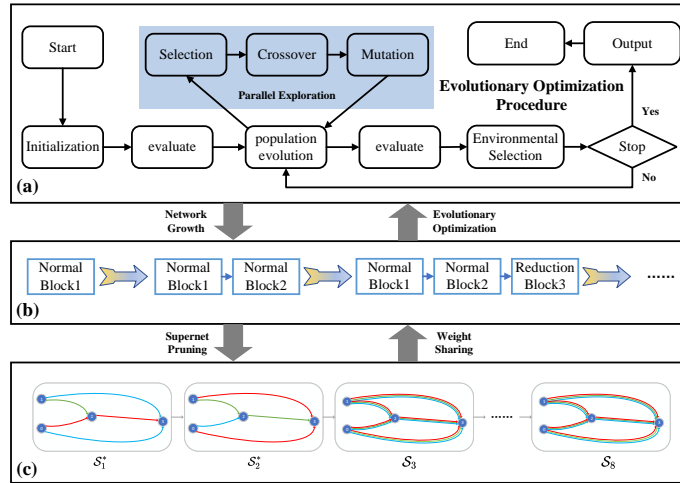 Start
Selection
Crossover
Mutation
End
Output
Parallel Exploration
Evolutionary Optimization
Procedure
Yes
Initialization
evaluate
population
evolution
evaluate
Environmental
Selection
Stop
No
(a)
Network
Growth
Evolutionary
Optimization
Normal
Block1
Normal
Block1
Normal
Block2
Normal
Block1
Normal
Block2
Reduction
Block3
······
(b)
Supernet
Pruning
Weight
Sharing
······
(c)
S₁*
S₂*
S₃
S₈